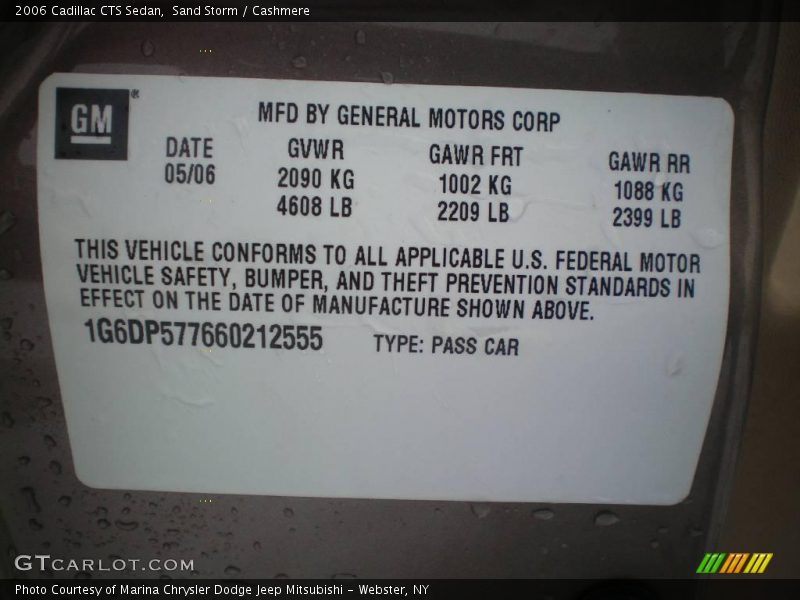 2006 Cadillac CTS Sedan, Sand Storm / Cashmere
GM ®
MFD BY GENERAL MOTORS CORP
DATE GVWR GAWR FRT GAWR RR
05/06 2090 KG 1002 KG 1088 KG
4608 LB 2209 LB 2399 LB
THIS VEHICLE CONFORMS TO ALL APPLICABLE U.S. FEDERAL MOTOR
VEHICLE SAFETY, BUMPER, AND THEFT PREVENTION STANDARDS IN
EFFECT ON THE DATE OF MANUFACTURE SHOWN ABOVE.
1G6DP577660212555 TYPE: PASS CAR
GTCARLOT.COM
Photo Courtesy of Marina Chrysler Dodge Jeep Mitsubishi - Webster, NY